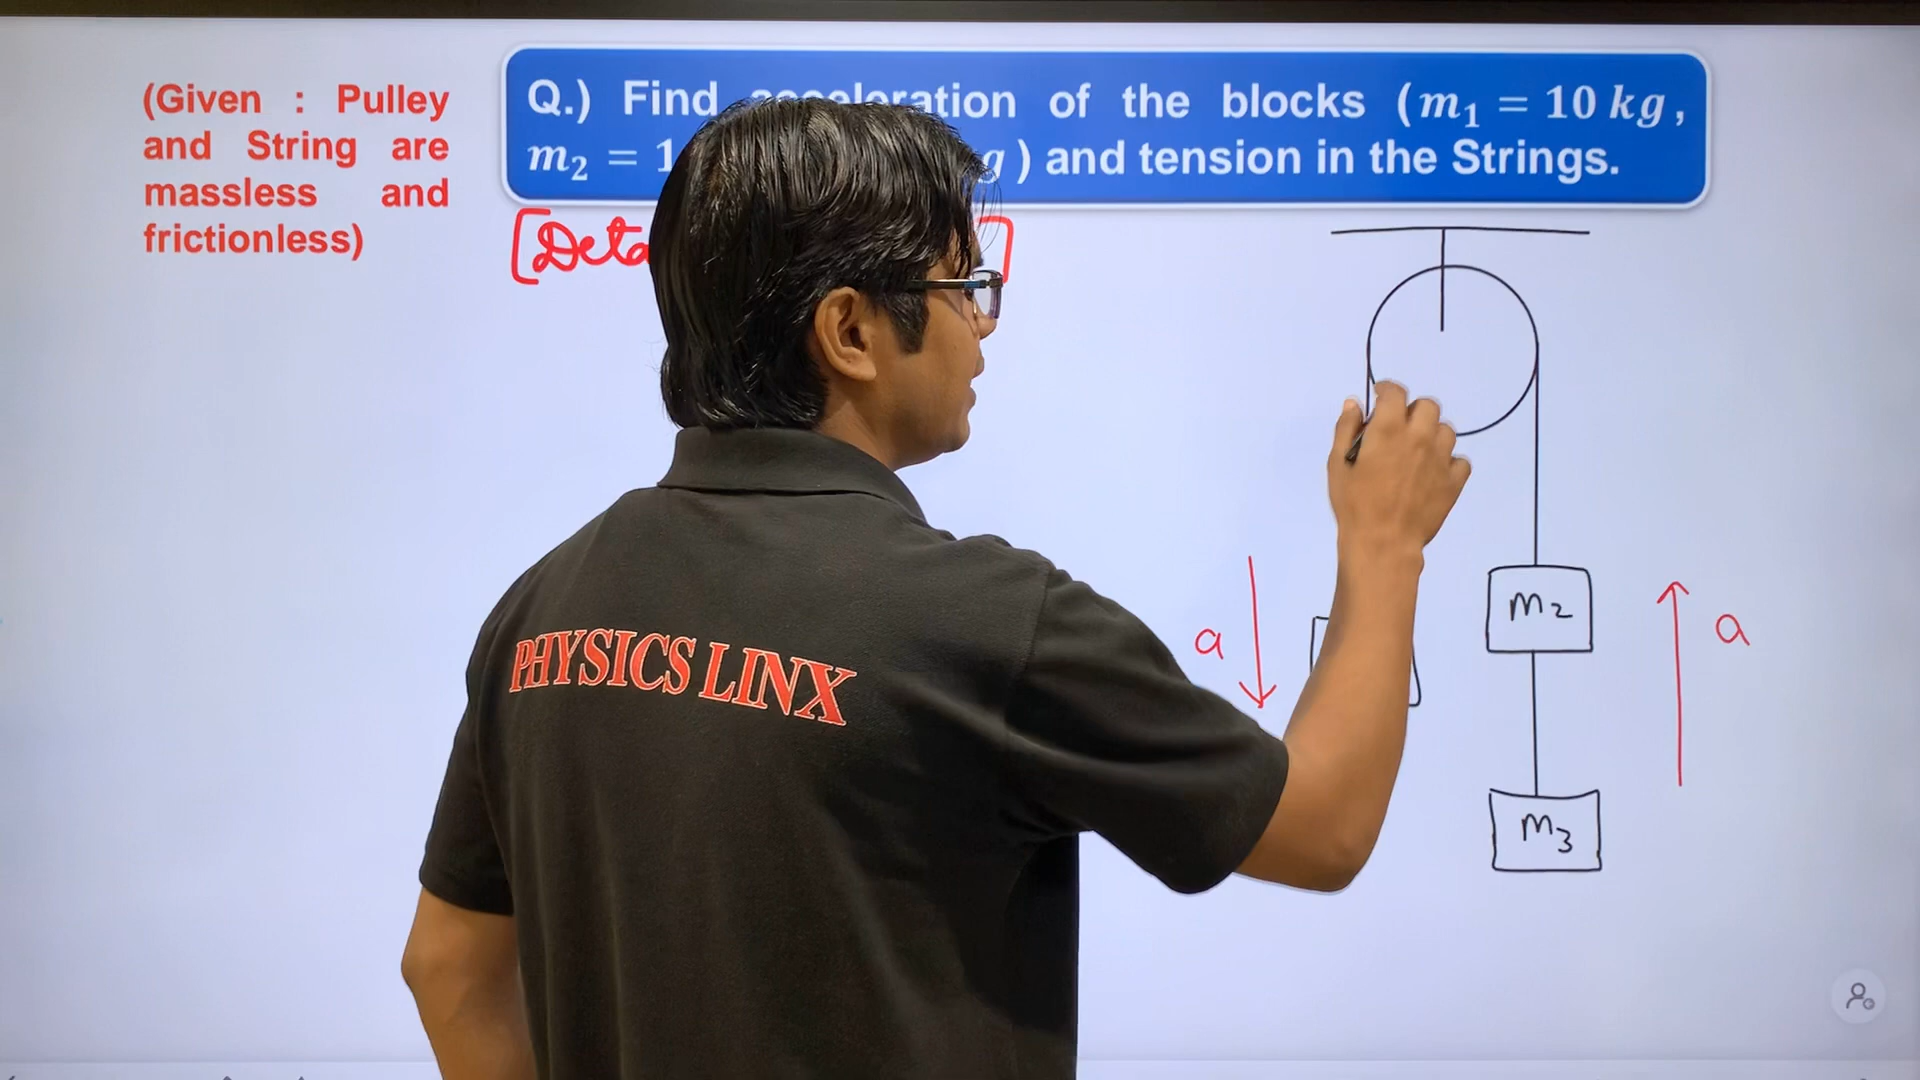 (Given : Pulley
and String are
massless and
frictionless)
Q.) Find of the blocks (m₁ = 10 kg,
m₂ = 1 g) and tension in the Strings.
[Deta ]
a
m₂
a
m₃
PHYSICS LINX